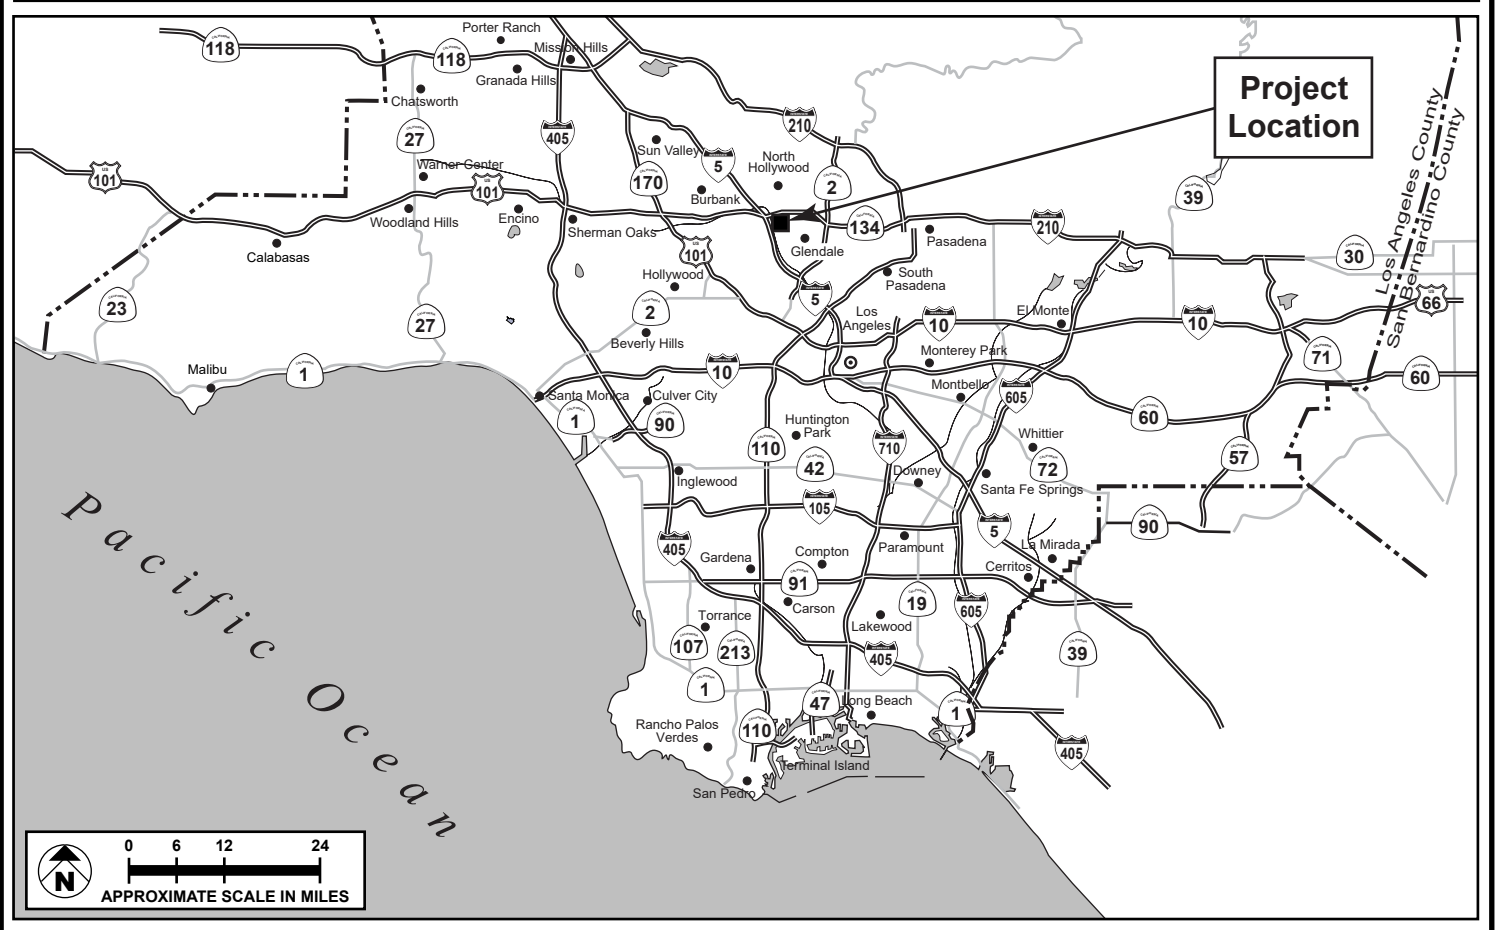 Porter Ranch
118
118
Mission Hills
Granada Hills
Chatsworth
27
405
210
Project
Location
Sun Valley
5
North
Hollywood
Warner Center
US
101
US
101
170
2
39
Burbank
Woodland Hills
Encino
Sherman Oaks
134
210
Pasadena
Calabasas
US
101
Glendale
30
Los Angeles County
San Bernardino County
Hollywood
South
Pasadena
23
27
2
5
Los
Angeles
10
El Monte
10
US
66
Beverly Hills
Monterey Park
71
Malibu
1
10
Montbello
605
60
Santa Monica
Culver City
1
90
Huntington
Park
60
110
710
Whittier
42
Downey
72
57
Inglewood
Santa Fe Springs
105
5
90
405
Gardena
Compton
Paramount
La Mirada
Cerritos
91
19
605
Carson
Torrance
Lakewood
107
213
405
39
1
47
Long Beach
1
Rancho Palos
Verdes
110
405
Terminal Island
San Pedro
Pacific Ocean
0 6 12 24
N
APPROXIMATE SCALE IN MILES